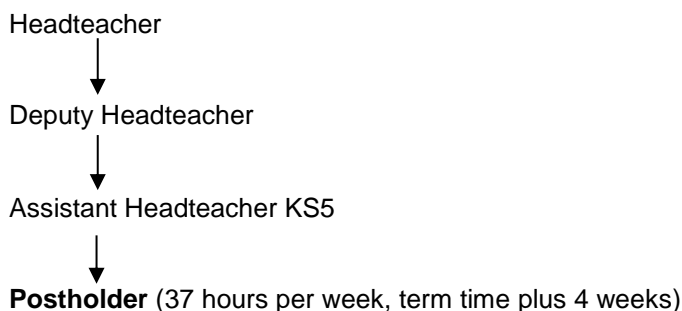 Headteacher
Deputy Headteacher
Assistant Headteacher KS5
Postholder (37 hours per week, term time plus 4 weeks)